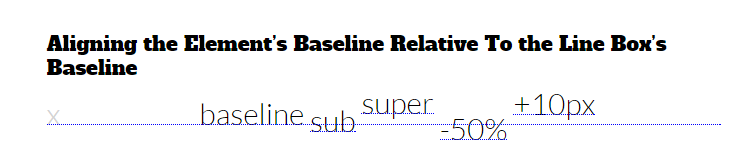 Aligning the Element's Baseline Relative To the Line Box's
Baseline
x baseline sub super -50% +10px